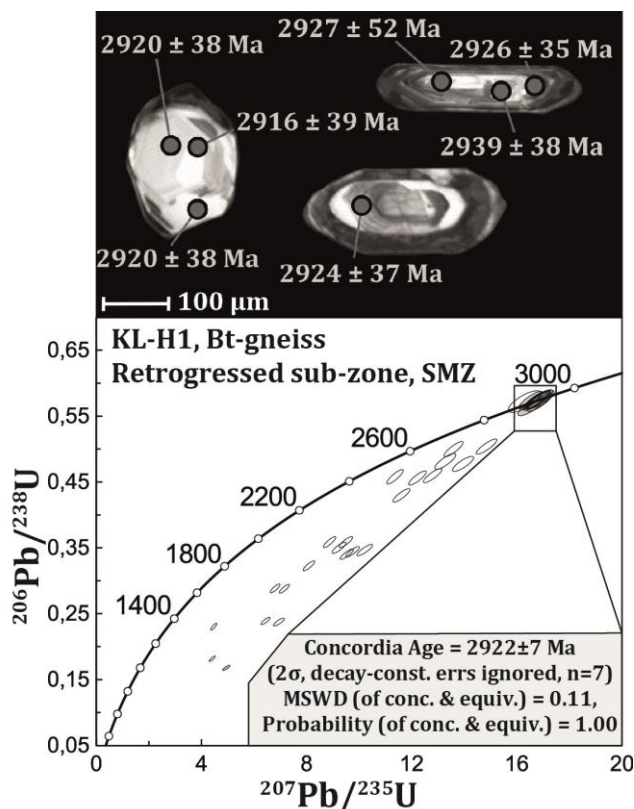 2920 ± 38 Ma
2927 ± 52 Ma
2926 ± 35 Ma
2916 ± 39 Ma
2939 ± 38 Ma
2920 ± 38 Ma
2924 ± 37 Ma
100 μm
KL-H1, Bt-gneiss
Retrogressed sub-zone, SMZ
0,65
0,55
0,45
0,35
0,25
0,15
0,05
²⁰⁶Pb/²³⁸U
3000
2600
2200
1800
1400
Concordia Age = 2922±7 Ma
(2σ, decay-const. errs ignored, n=7)
MSWD (of conc. & equiv.) = 0.11,
Probability (of conc. & equiv.) = 1.00
0 4 8 12 16 20
²⁰⁷Pb/²³⁵U